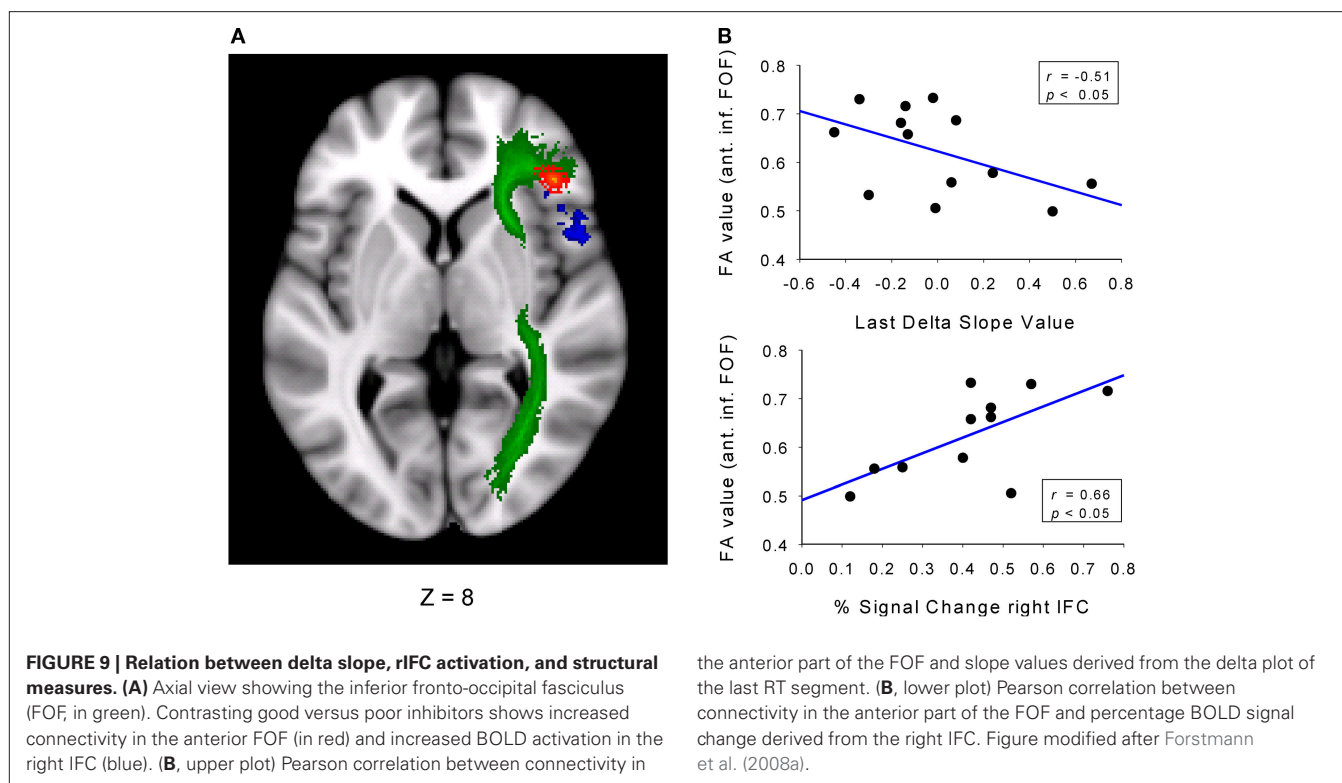 A
Z = 8
B
FA value (ant. inf. FOF)
0.8
0.7
0.6
0.5
0.4
r = -0.51
p < 0.05
-0.6 -0.4 -0.2 0.0 0.2 0.4 0.6 0.8
Last Delta Slope Value
FA value (ant. inf. FOF)
0.8
0.7
0.6
0.5
0.4
r = 0.66
p < 0.05
0.0 0.1 0.2 0.3 0.4 0.5 0.6 0.7 0.8
% Signal Change right IFC
FIGURE 9 | Relation between delta slope, rIFC activation, and structural
measures. (A) Axial view showing the inferior fronto-occipital fasciculus
(FOF, in green). Contrasting good versus poor inhibitors shows increased
connectivity in the anterior FOF (in red) and increased BOLD activation in the
right IFC (blue). (B, upper plot) Pearson correlation between connectivity in
the anterior part of the FOF and slope values derived from the delta plot of
the last RT segment. (B, lower plot) Pearson correlation between
connectivity in the anterior part of the FOF and percentage BOLD signal
change derived from the right IFC. Figure modified after Forstmann
et al. (2008a).